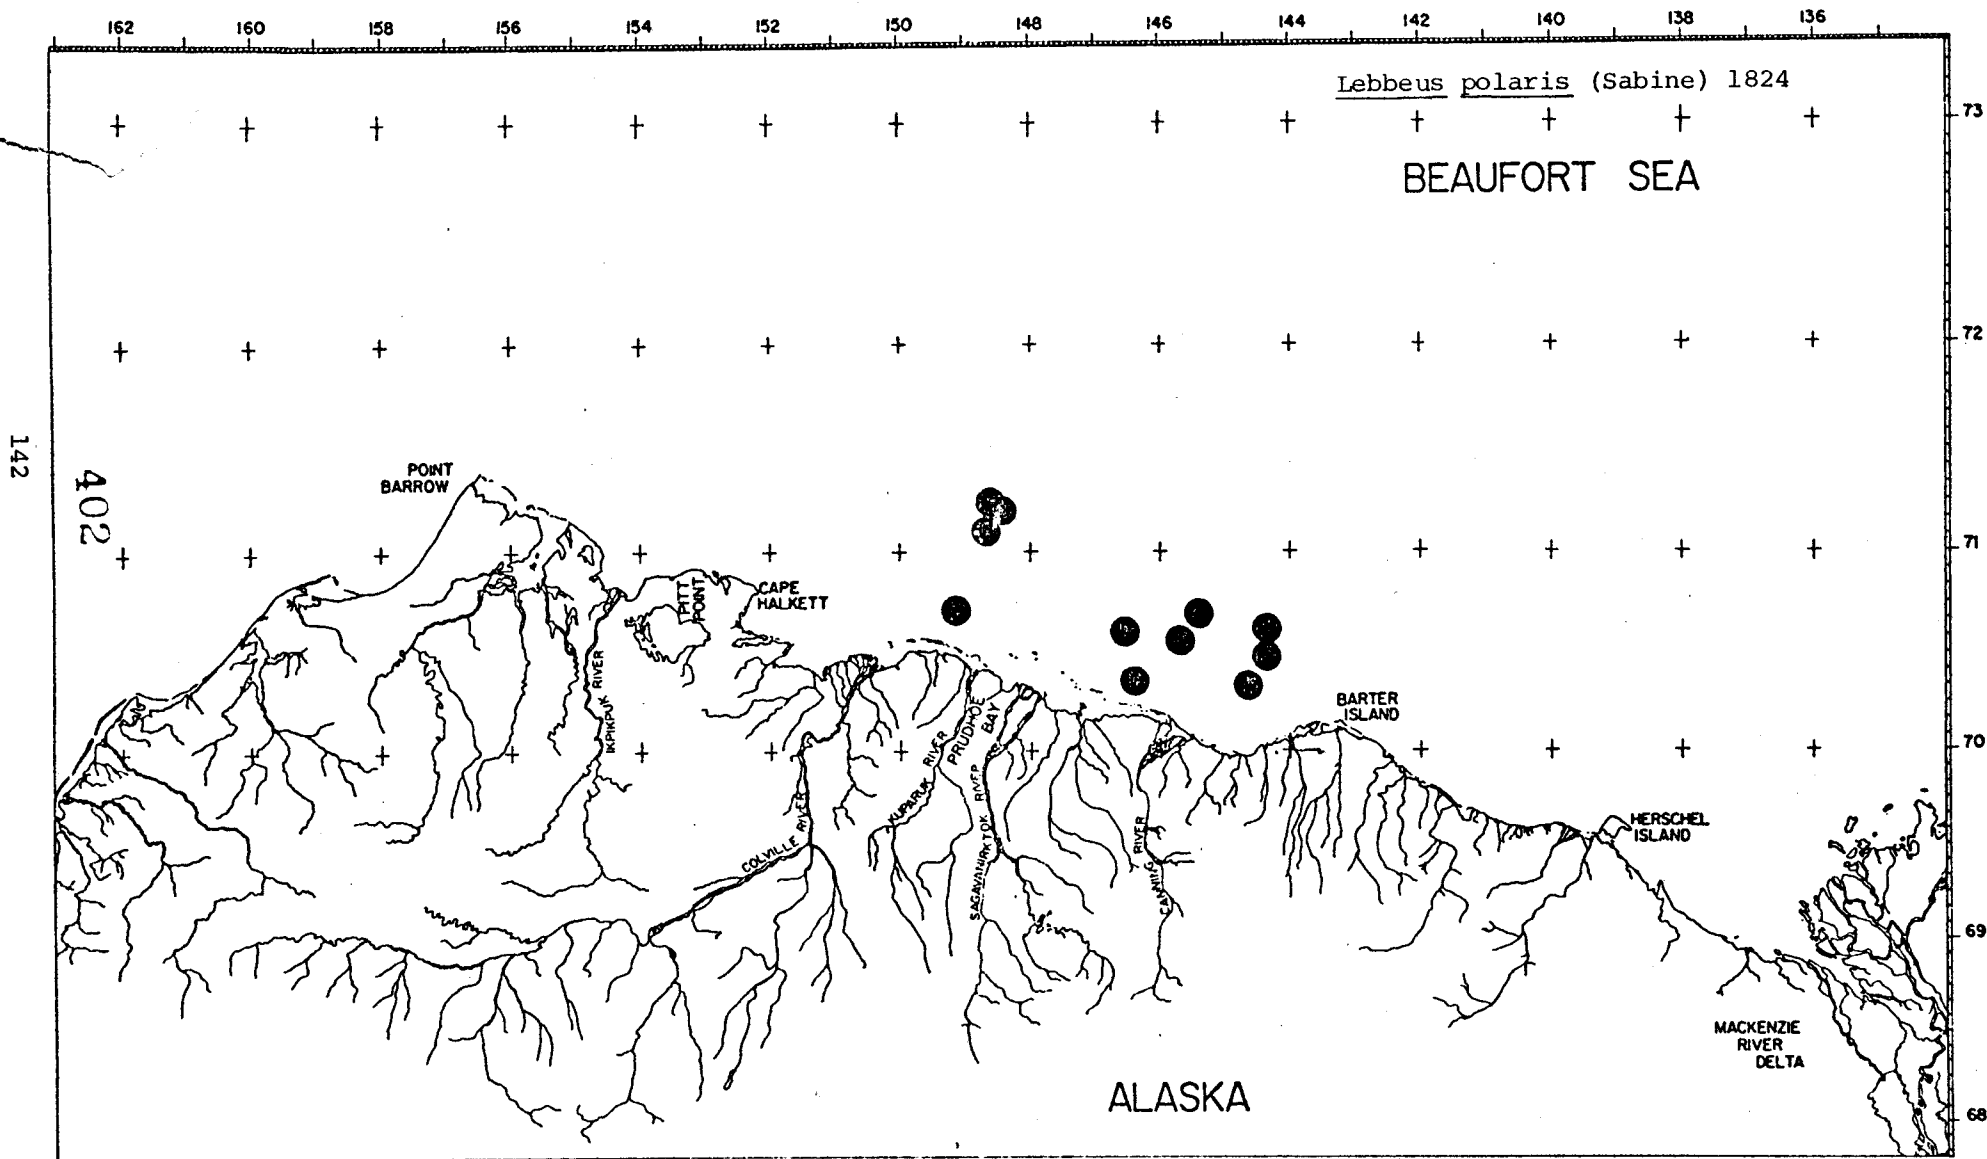 162 160 158 156 154 152 150 148 146 144 142 140 138 136
Lebbeus polaris (Sabine) 1824
73
BEAUFORT SEA
72
142
402
POINT
BARROW
71
PITT
POINT
CAPE
HALKETT
IKPIKPUK RIVER
BARTER
ISLAND
PRUDHOE
BAY
70
KUPARUK RIVER
SAGAVANIRKTOK RIVER
COLVILLE RIVER
CANNING RIVER
HERSCHEL
ISLAND
69
MACKENZIE
RIVER
DELTA
ALASKA
68